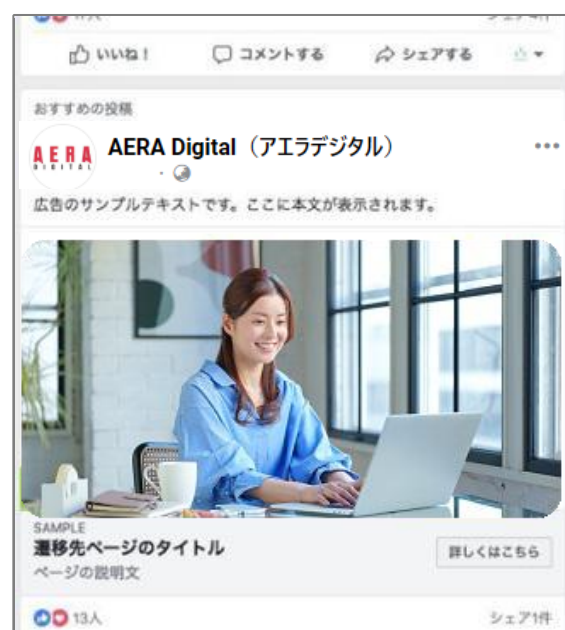 いいね！ コメントする シェアする
おすすめの投稿
AERA DIGITAL
AERA Digital（アエラデジタル）
広告のサンプルテキストです。ここに本文が表示されます。
SAMPLE
遷移先ページのタイトル
詳しくはこちら
ページの説明文
13人 シェア1件